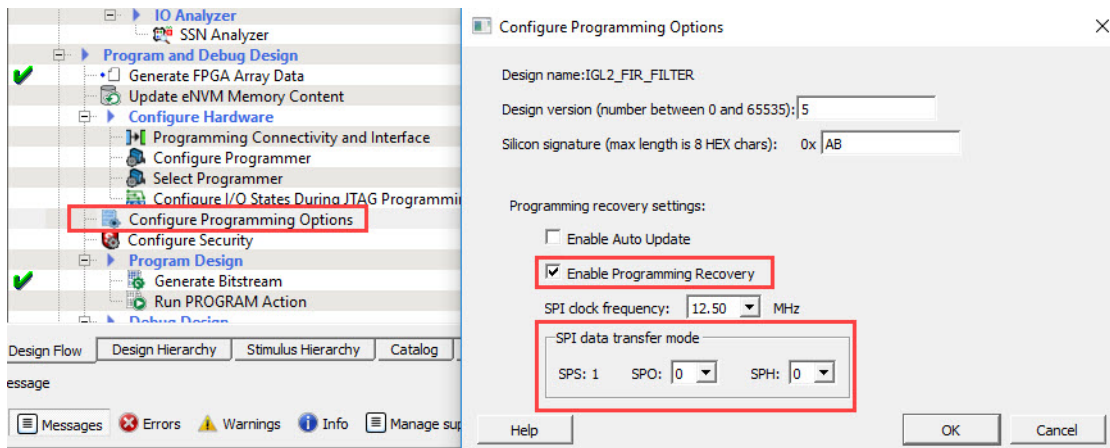 IO Analyzer
SSN Analyzer
Program and Debug Design
Generate FPGA Array Data
Update eNVM Memory Content
Configure Hardware
Programming Connectivity and Interface
Configure Programmer
Select Programmer
Configure I/O States During JTAG Programmi
Configure Programming Options
Configure Security
Program Design
Generate Bitstream
Run PROGRAM Action
Debug Design
Design Flow Design Hierarchy Stimulus Hierarchy Catalog
essage
Messages Errors Warnings Info Manage sup
Configure Programming Options
Design name:IGL2_FIR_FILTER
Design version (number between 0 and 65535): 5
Silicon signature (max length is 8 HEX chars): 0x AB
Programming recovery settings:
Enable Auto Update
Enable Programming Recovery
SPI clock frequency: 12.50 MHz
SPI data transfer mode
SPS: 1 SPO: 0 SPH: 0
Help OK Cancel